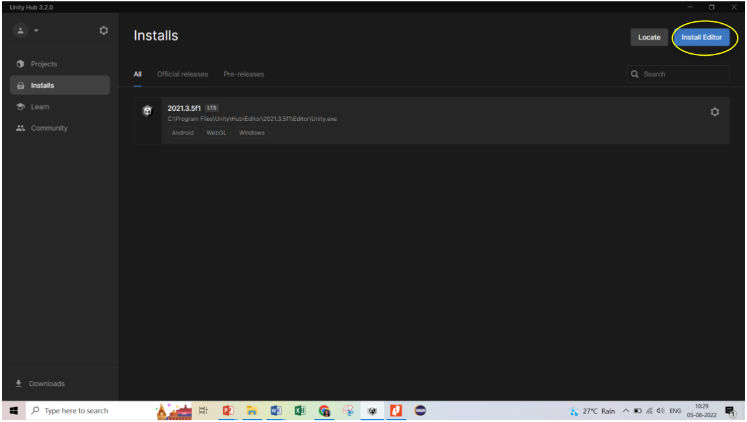 Unity Hub 3.2.0
Installs
Locate
Install Editor
Projects
Installs
Learn
Community
All Official releases Pre-releases
Search
2021.3.5f1 LTS
C:\Program Files\Unity\Hub\Editor\2021.3.5f1\Editor\Unity.exe
Android WebGL Windows
Downloads
Type here to search
27°C Rain
ENG
10:29
05-08-2022